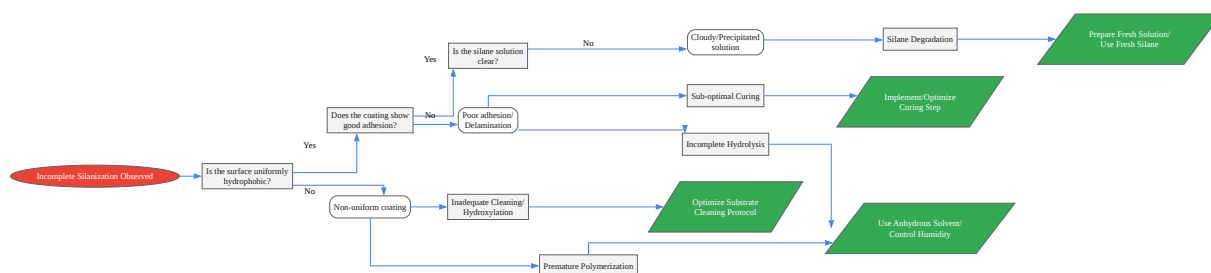 Prepare Fresh Solution/
Use Fresh Silane
No
Cloudy/Precipitated
solution
Silane Degradation
Is the silane solution
clear?
Yes
Implement/Optimize
Curing Step
Sub-optimal Curing
Does the coating show
good adhesion?
No
Poor adhesion/
Delamination
Yes
Incomplete Hydrolysis
Incomplete Silanization Observed
Is the surface uniformly
hydrophobic?
No
Non-uniform coating
Inadequate Cleaning/
Hydroxylation
Optimize Substrate
Cleaning Protocol
Use Anhydrous Solvent/
Control Humidity
Premature Polymerization